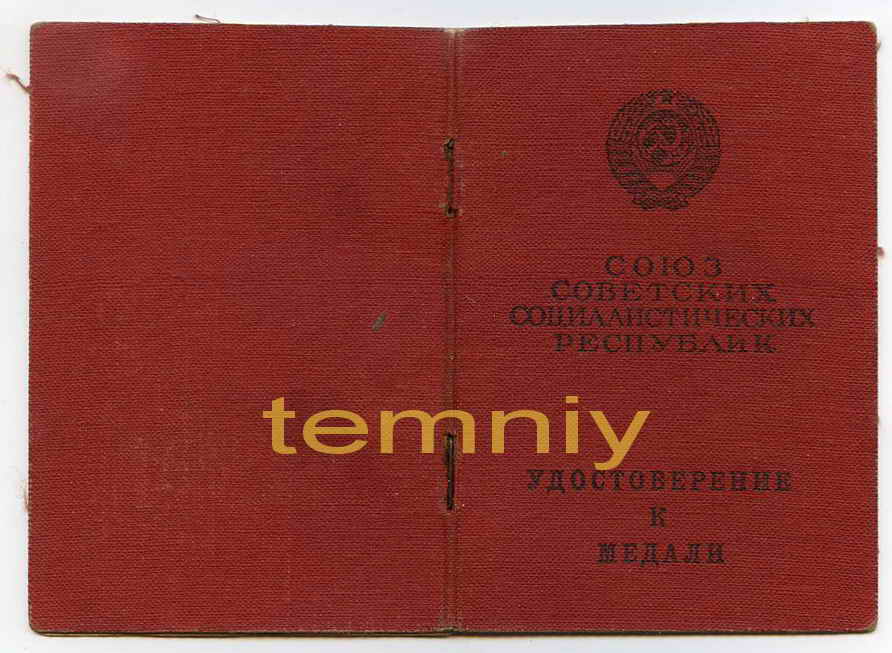 СОЮЗ
СОВЕТСКИХ
СОЦИАЛИСТИЧЕСКИХ
РЕСПУБЛИК
temniy
УДОСТОВЕРЕНИЕ
К
МЕДАЛИ